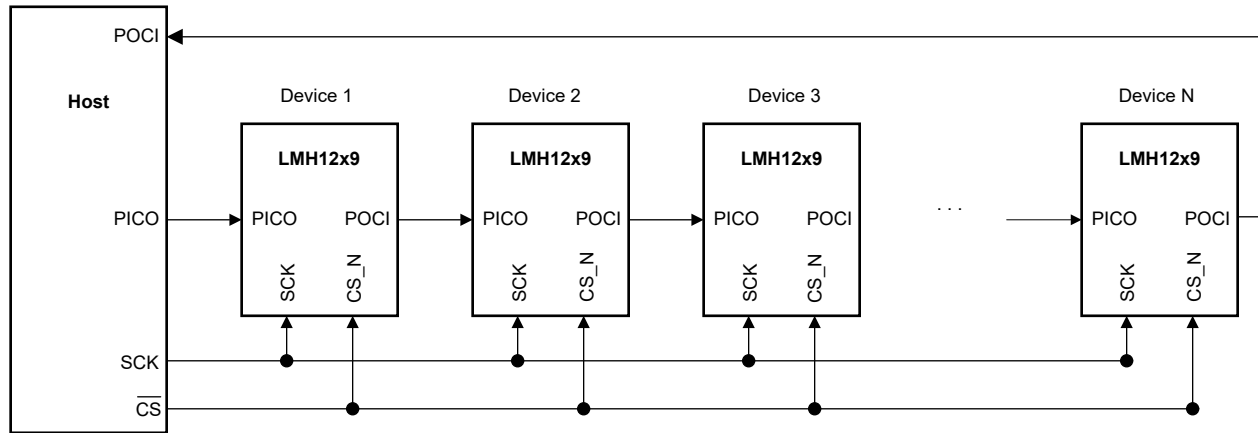 POCI
Host
Device 1
Device 2
Device 3
Device N
LMH12x9
LMH12x9
LMH12x9
LMH12x9
PICO
PICO
POCI
PICO
POCI
PICO
POCI
. . .
PICO
POCI
SCK
CS_N
SCK
CS_N
SCK
CS_N
SCK
CS_N
SCK
C̅S̅